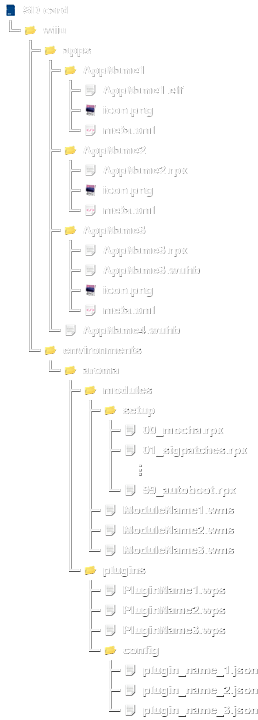 SD card
wiiu
apps
AppName1
AppName1.elf
icon.png
meta.xml
AppName2
AppName2.rpx
icon.png
meta.xml
AppName3
AppName3.rpx
AppName3.wuhb
icon.png
meta.xml
AppName4.wuhb
environments
aroma
modules
setup
00_mocha.rpx
01_sigpatches.rpx
⋮
99_autoboot.rpx
ModuleName1.wms
ModuleName2.wms
ModuleName3.wms
plugins
PluginName1.wps
PluginName2.wps
PluginName3.wps
config
plugin_name_1.json
plugin_name_2.json
plugin_name_3.json